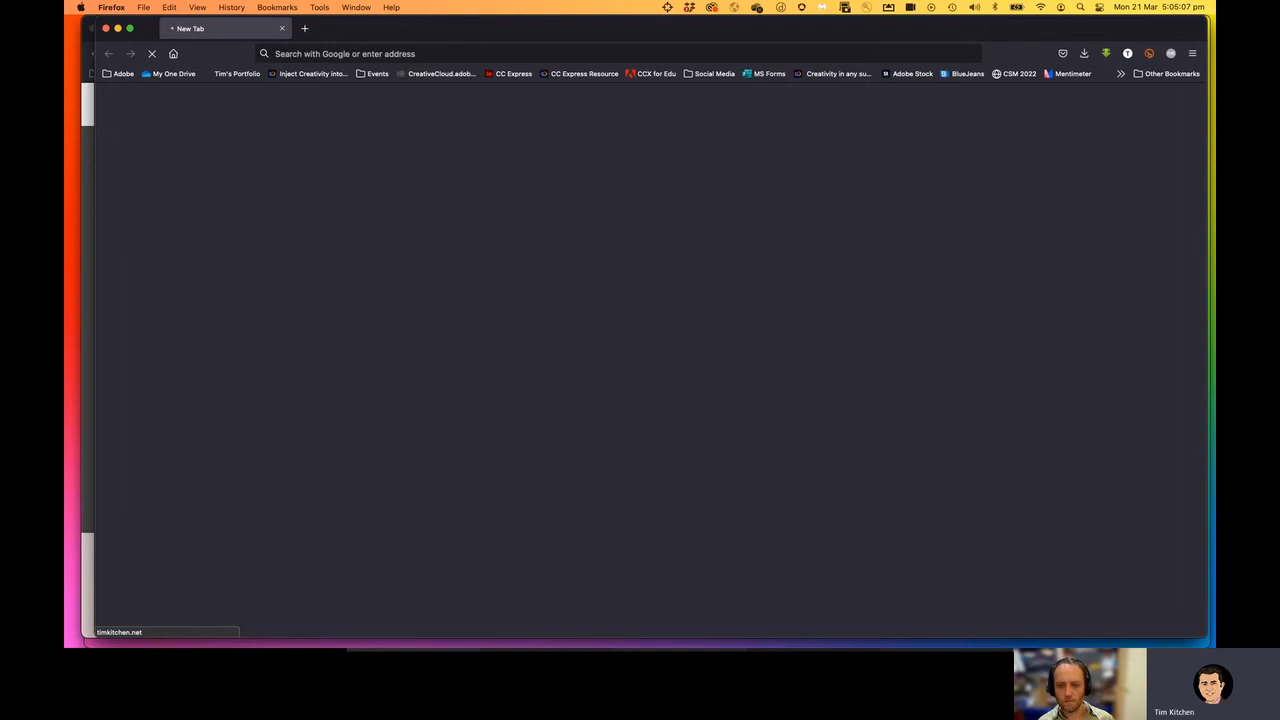 Firefox File Edit View History Bookmarks Tools Window Help Mon 21 Mar 5:05:07 pm
New Tab
Search with Google or enter address
Adobe My One Drive Tim's Portfolio Inject Creativity into... Events CreativeCloud.adob... CC Express CC Express Resource CCX for Edu Social Media MS Forms Creativity in any su... Adobe Stock BlueJeans CSM 2022 Mentimeter Other Bookmarks
timkitchen.net
Tim Kitchen